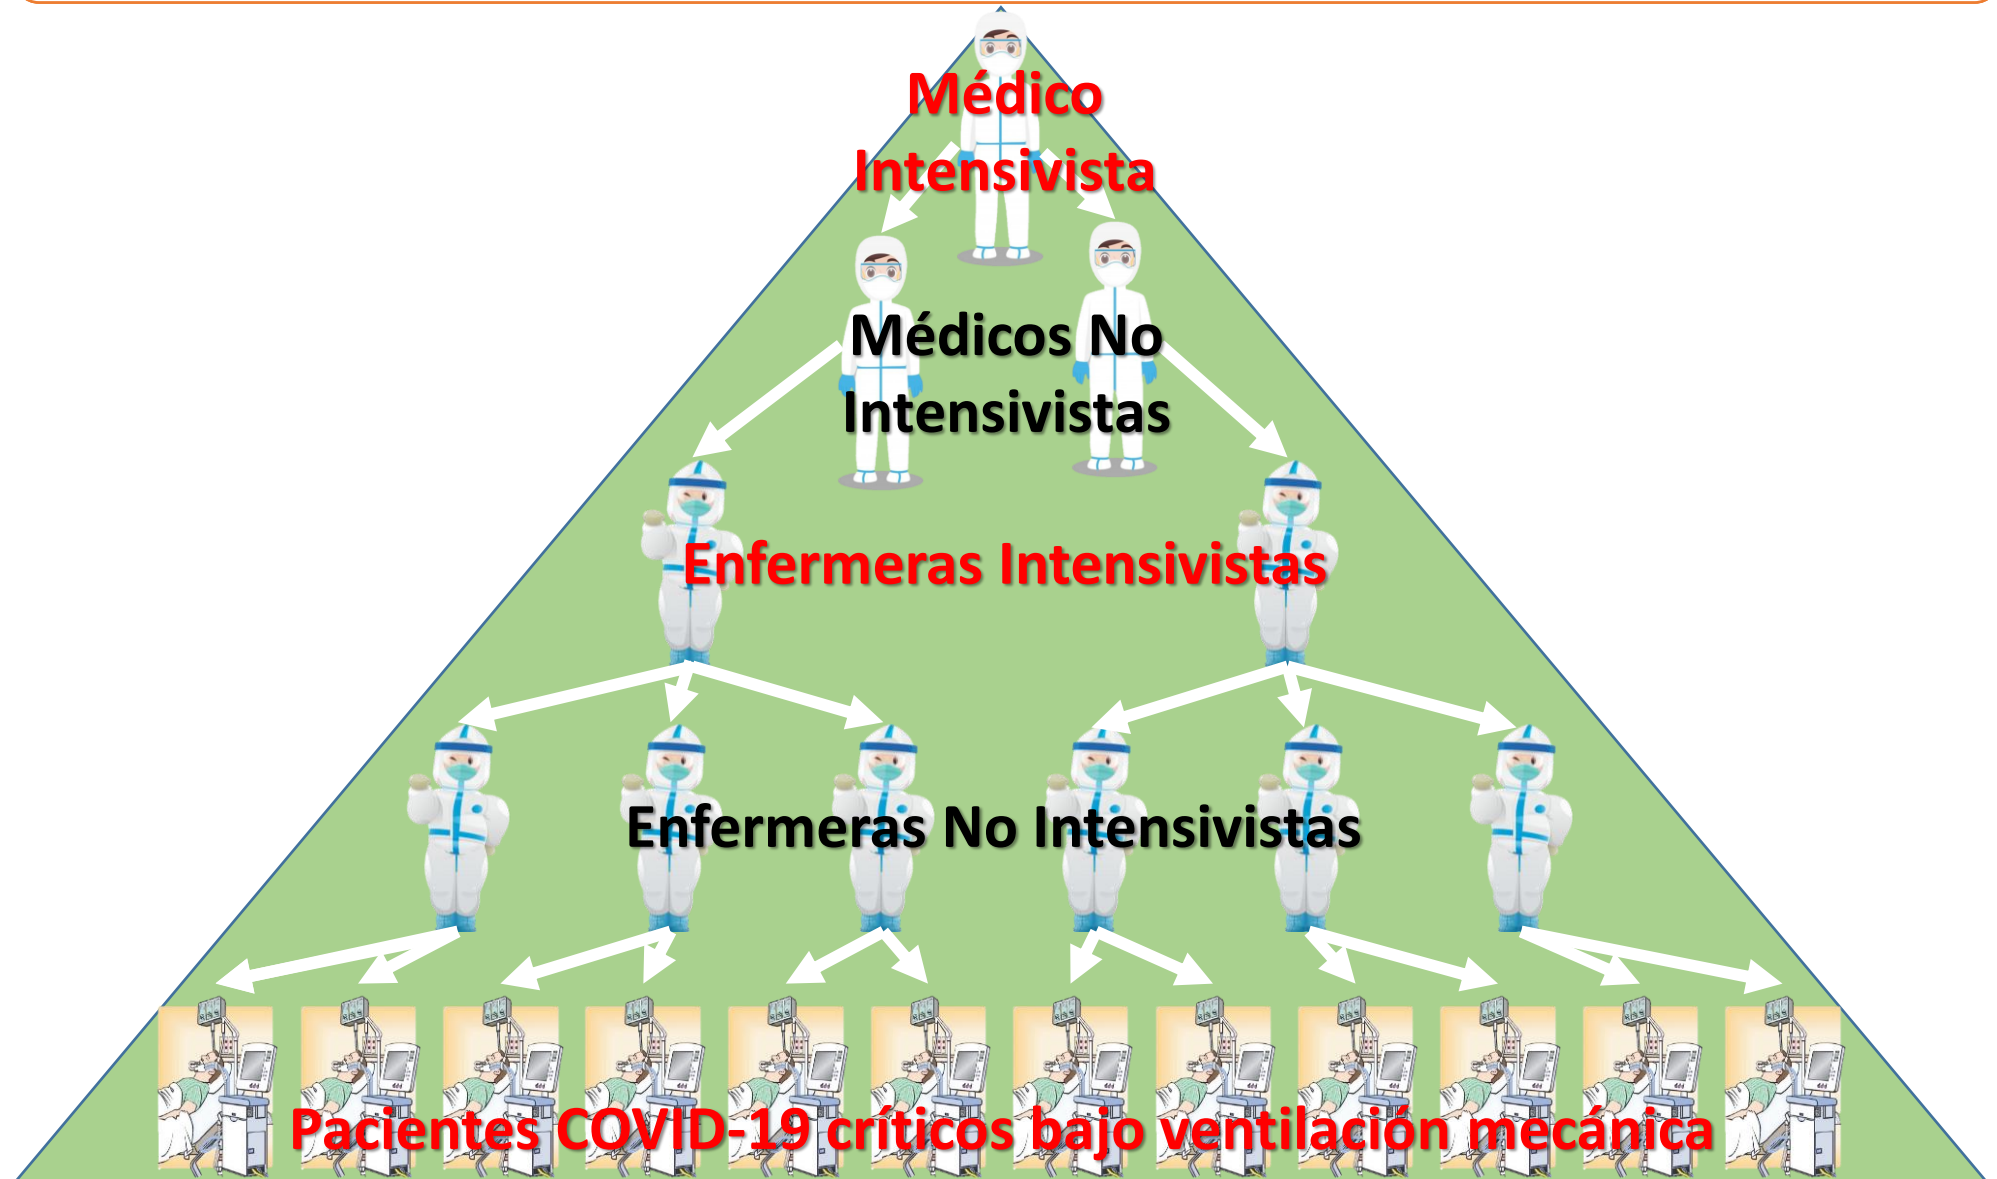 Médico
Intensivista
Médicos No
Intensivistas
Enfermeras Intensivistas
Enfermeras No Intensivistas
Pacientes COVID-19 críticos bajo ventilación mecánica